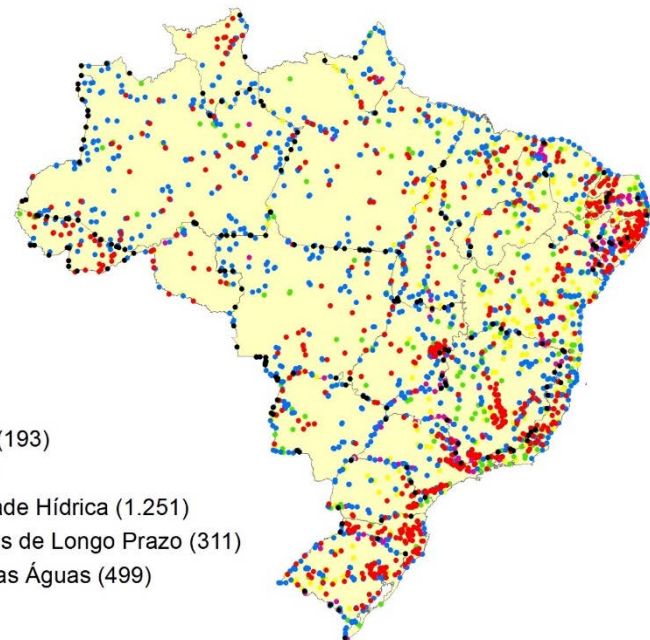 (193)
ade Hídrica (1.251)
s de Longo Prazo (311)
as Águas (499)